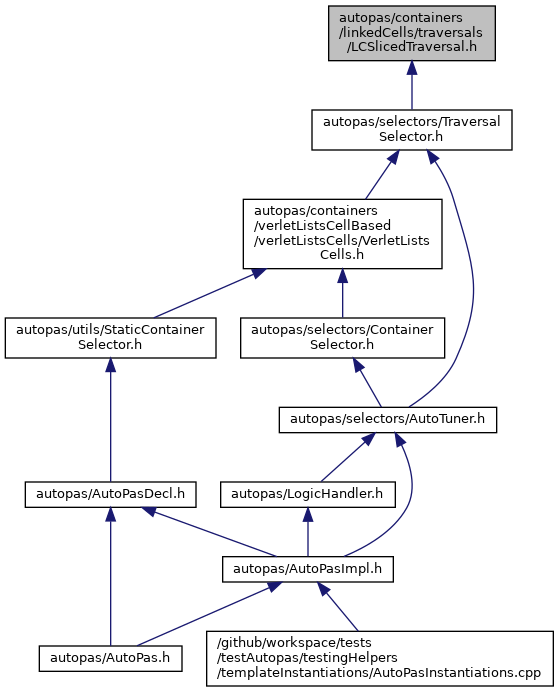 autopas/containers
/linkedCells/traversals
/LCSlicedTraversal.h
autopas/selectors/Traversal
Selector.h
autopas/containers
/verletListsCellBased
/verletListsCells/VerletLists
Cells.h
autopas/utils/StaticContainer
Selector.h
autopas/selectors/Container
Selector.h
autopas/selectors/AutoTuner.h
autopas/AutoPasDecl.h
autopas/LogicHandler.h
autopas/AutoPasImpl.h
autopas/AutoPas.h
/github/workspace/tests
/testAutopas/testingHelpers
/templateInstantiations/AutoPasInstantiations.cpp